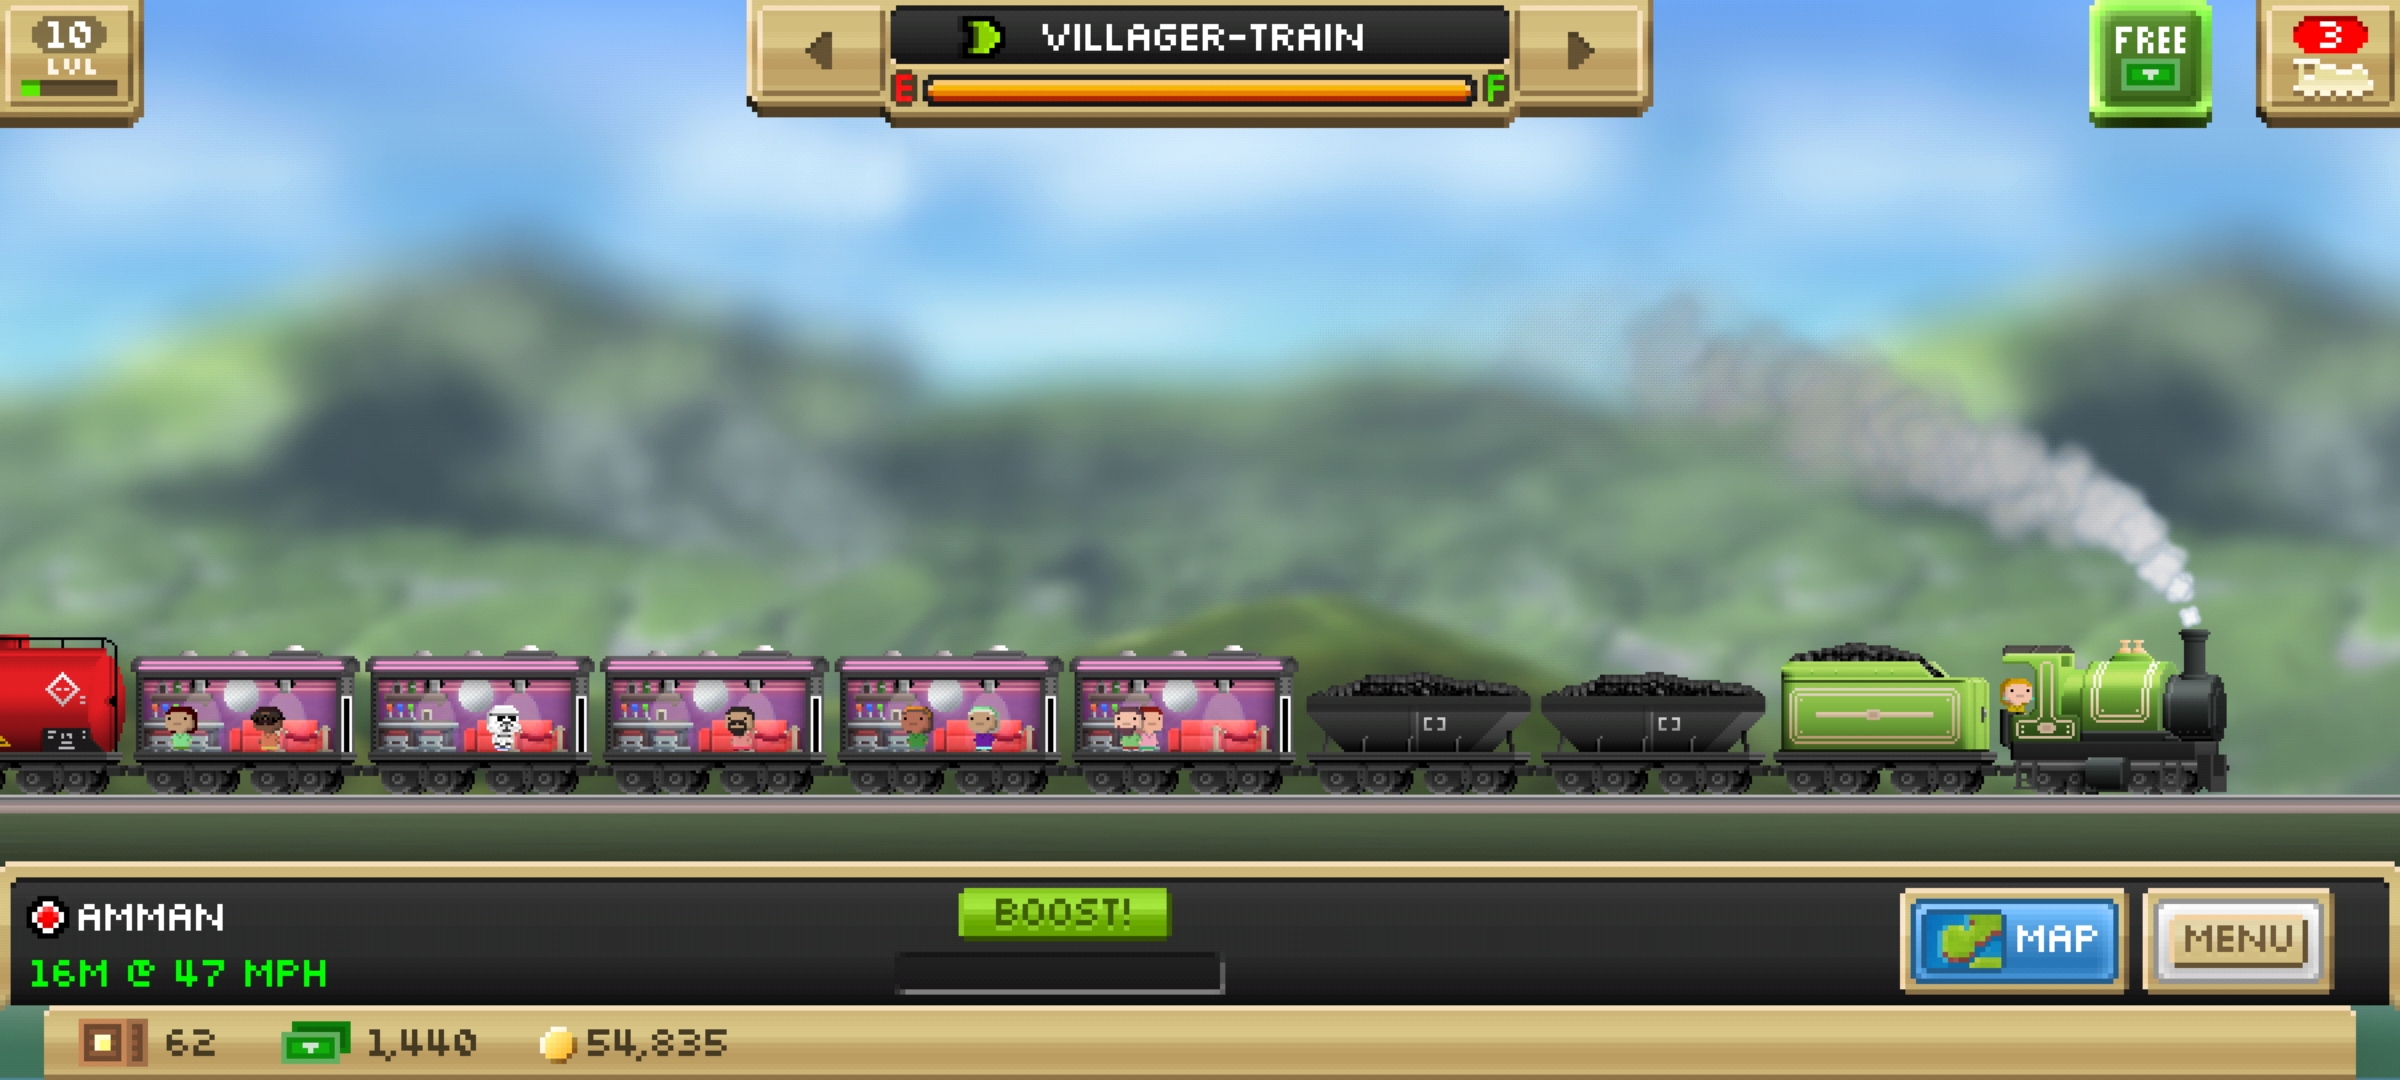 10
LVL
VILLAGER-TRAIN
E F
FREE
3
AMMAN
16M @ 47 MPH
BOOST!
MAP
MENU
62
1,440
54,835